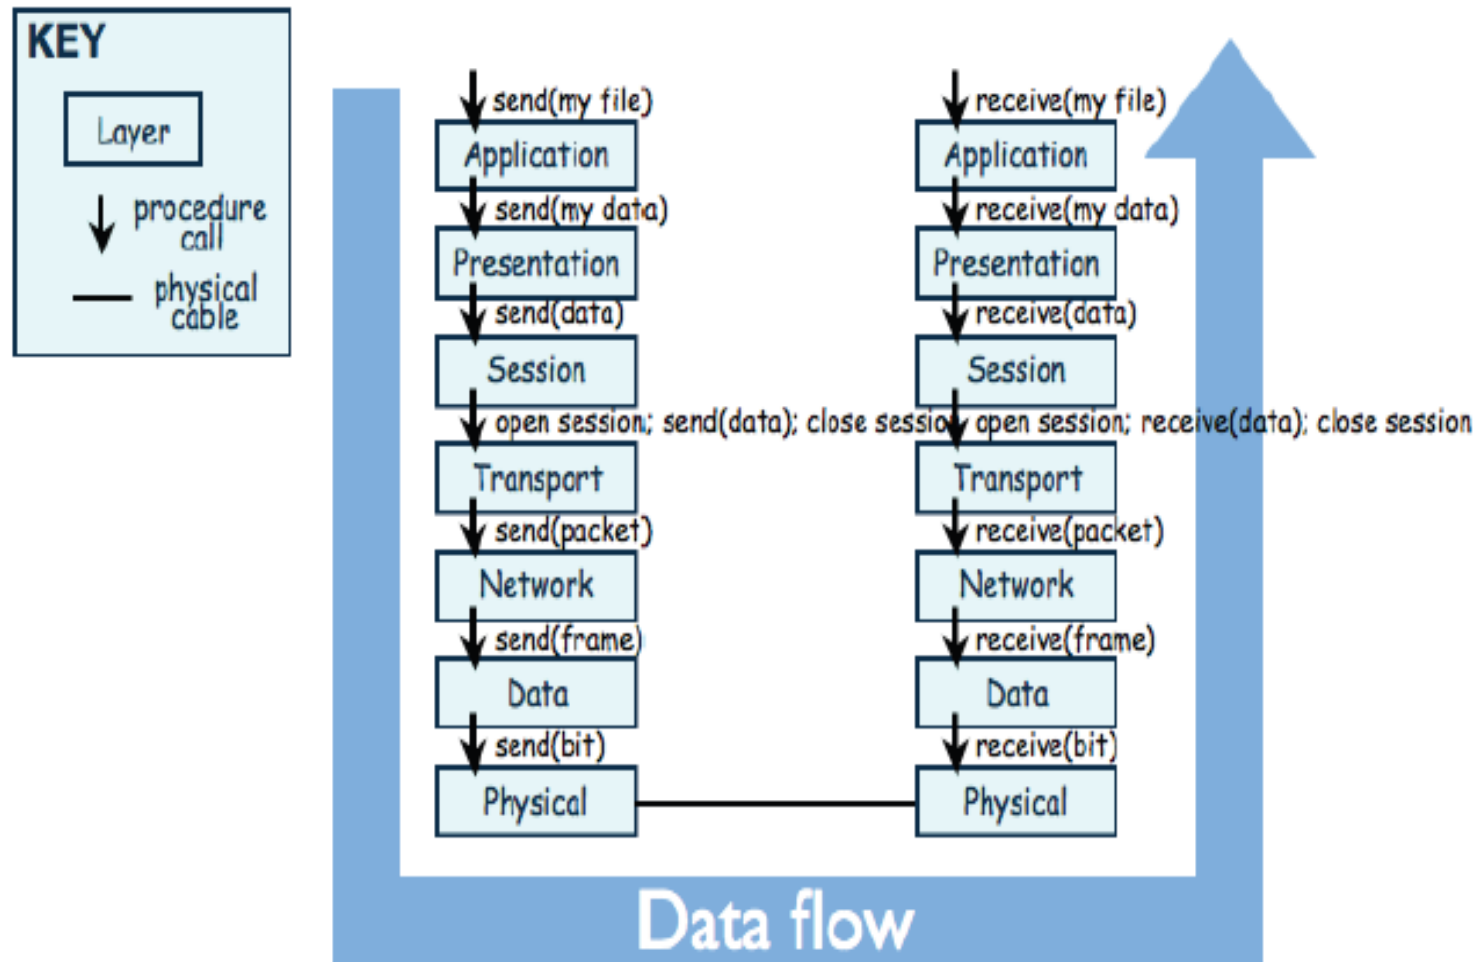 KEY
Layer
procedure
call
physical
cable
send(my file)
Application
send(my data)
Presentation
send(data)
Session
open session; send(data); close session
Transport
send(packet)
Network
send(frame)
Data
send(bit)
Physical
receive(my file)
Application
receive(my data)
Presentation
receive(data)
Session
open session; receive(data); close session
Transport
receive(packet)
Network
receive(frame)
Data
receive(bit)
Physical
Data flow